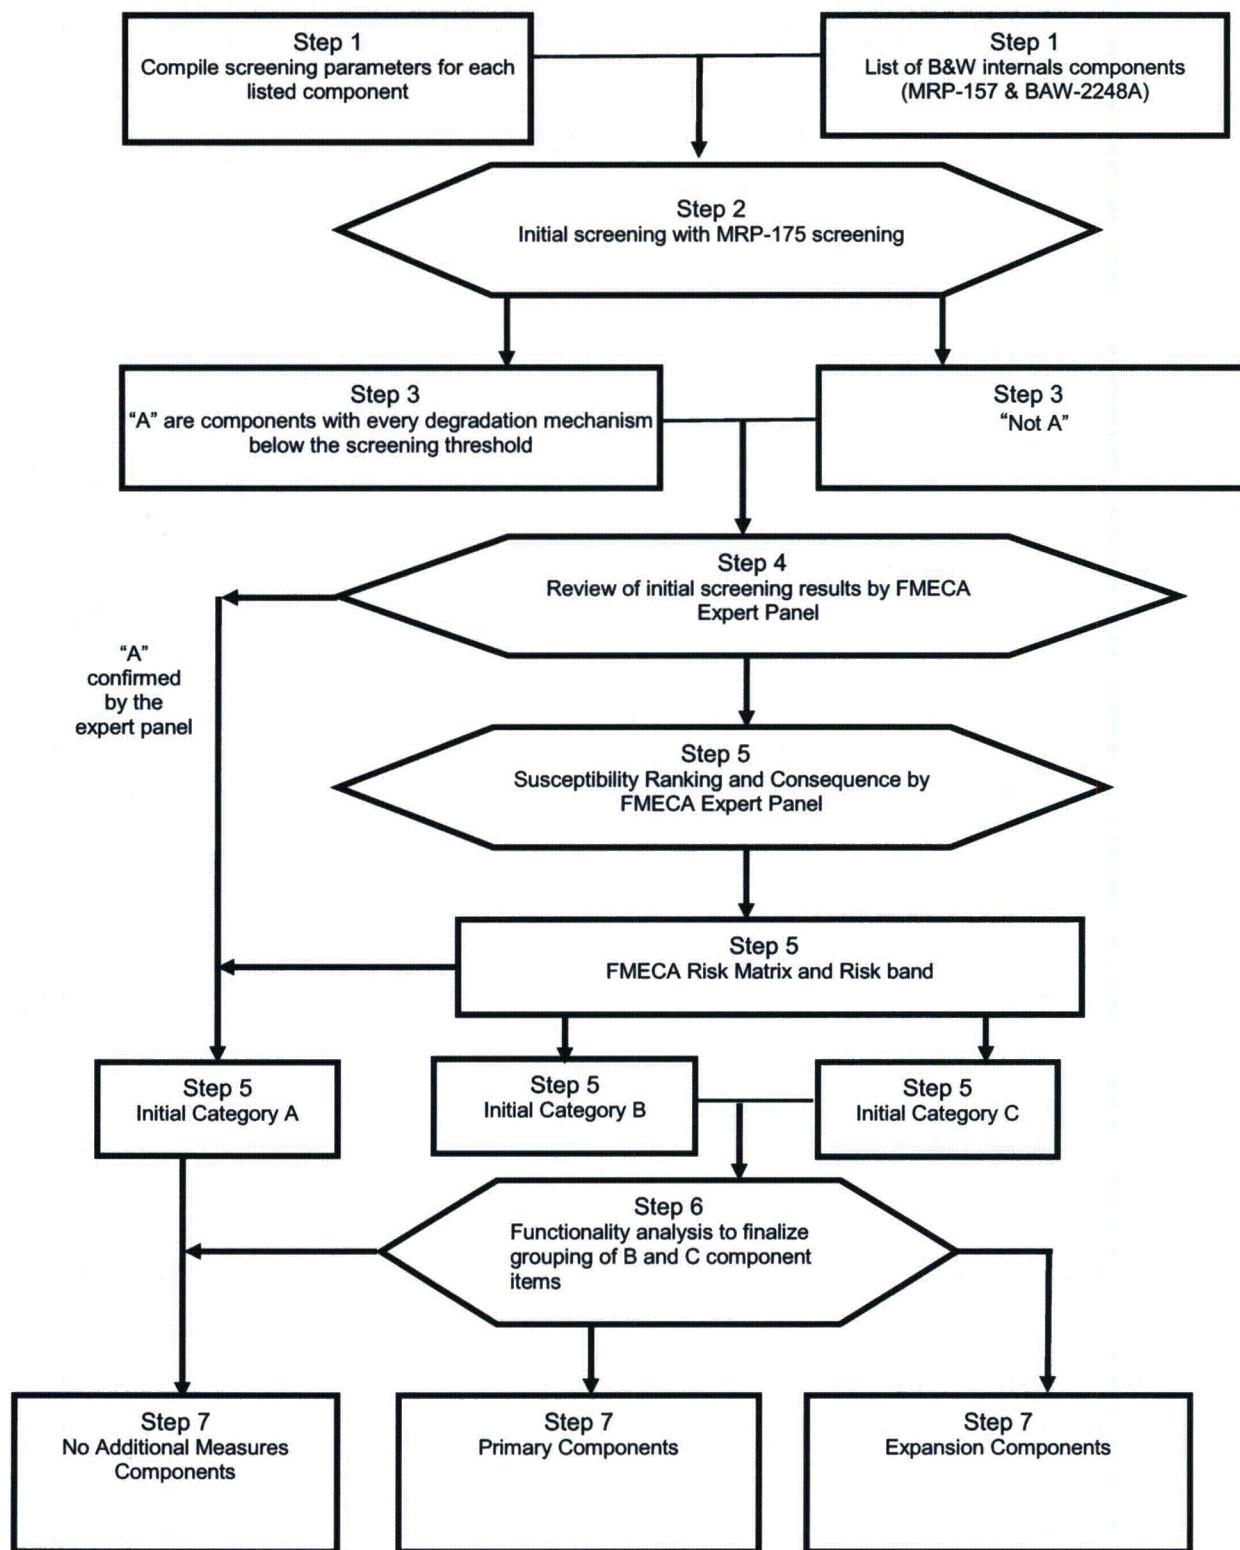 Step 1
Compile screening parameters for each
listed component
Step 1
List of B&W internals components
(MRP-157 & BAW-2248A)
Step 2
Initial screening with MRP-175 screening
Step 3
“A” are components with every degradation mechanism
below the screening threshold
Step 3
“Not A”
Step 4
Review of initial screening results by FMECA
Expert Panel
“A”
confirmed
by the
expert panel
Step 5
Susceptibility Ranking and Consequence by
FMECA Expert Panel
Step 5
FMECA Risk Matrix and Risk band
Step 5
Initial Category A
Step 5
Initial Category B
Step 5
Initial Category C
Step 6
Functionality analysis to finalize
grouping of B and C component
items
Step 7
No Additional Measures
Components
Step 7
Primary Components
Step 7
Expansion Components